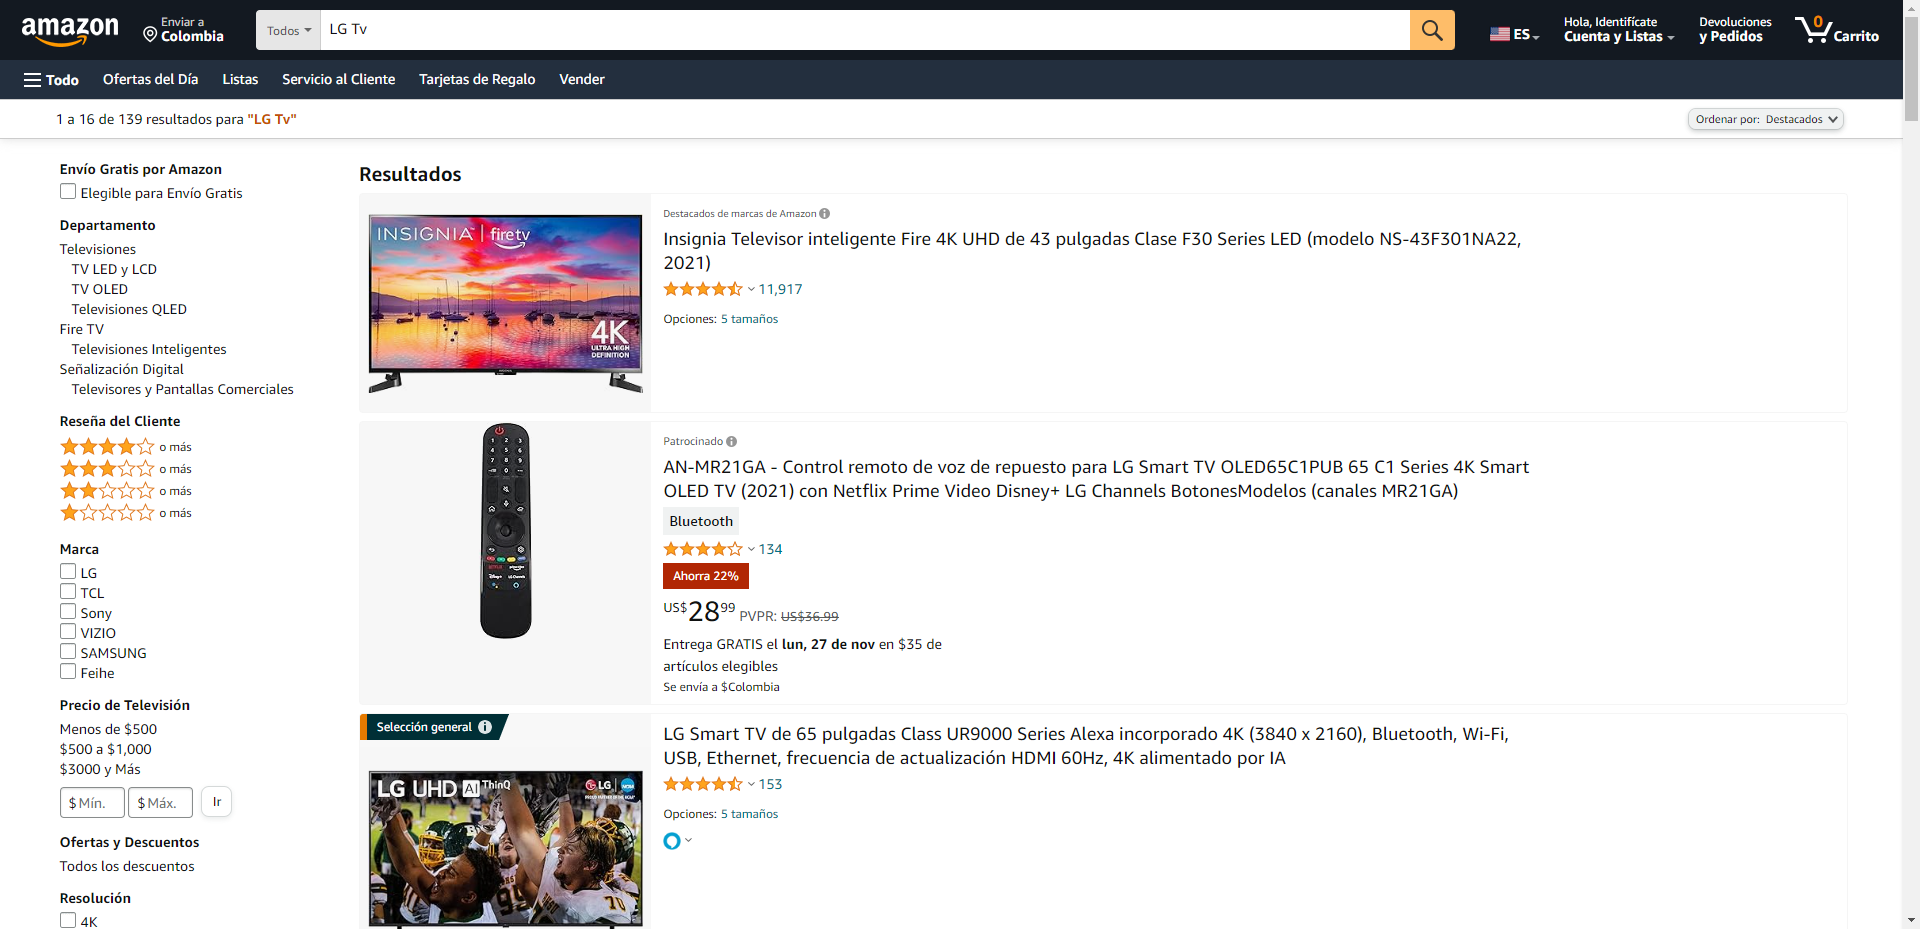 amazon
Enviar a
Colombia
Todos
LG Tv
ES
Hola, Identifícate
Cuenta y Listas
Devoluciones
y Pedidos
0
Carrito
Todo
Ofertas del Día
Listas
Servicio al Cliente
Tarjetas de Regalo
Vender
1 a 16 de 139 resultados para "LG Tv"
Ordenar por: Destacados
Envío Gratis por Amazon
Elegible para Envío Gratis
Departamento
Televisiones
TV LED y LCD
TV OLED
Televisiones QLED
Fire TV
Televisiones Inteligentes
Señalización Digital
Televisores y Pantallas Comerciales
Reseña del Cliente
o más
o más
o más
o más
Marca
LG
TCL
Sony
VIZIO
SAMSUNG
Feihe
Precio de Televisión
Menos de $500
$500 a $1,000
$3000 y Más
$ Mín.
$ Máx.
Ir
Ofertas y Descuentos
Todos los descuentos
Resolución
4K
Resultados
INSIGNIA fire tv
4K
ULTRA HIGH
DEFINITION
Destacados de marcas de Amazon
Insignia Televisor inteligente Fire 4K UHD de 43 pulgadas Clase F30 Series LED (modelo NS-43F301NA22,
2021)
11,917
Opciones: 5 tamaños
Patrocinado
AN-MR21GA - Control remoto de voz de repuesto para LG Smart TV OLED65C1PUB 65 C1 Series 4K Smart
OLED TV (2021) con Netflix Prime Video Disney+ LG Channels BotonesModelos (canales MR21GA)
Bluetooth
134
Ahorra 22%
US$28 99 PVPR: US$36.99
Entrega GRATIS el lun, 27 de nov en $35 de
artículos elegibles
Se envía a $Colombia
Selección general
LG UHD AI ThinQ
LG
LG Smart TV de 65 pulgadas Class UR9000 Series Alexa incorporado 4K (3840 x 2160), Bluetooth, Wi-Fi,
USB, Ethernet, frecuencia de actualización HDMI 60Hz, 4K alimentado por IA
153
Opciones: 5 tamaños